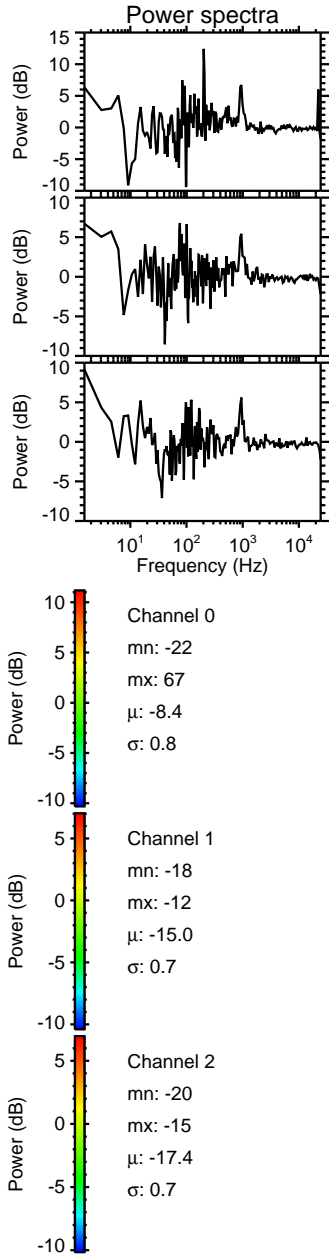 Power spectra
15
10
5
0
-5
-10
Power (dB)
10
5
0
-5
-10
Power (dB)
10
5
0
-5
-10
Power (dB)
10¹ 10² 10³ 10⁴
Frequency (Hz)
10
5
0
-5
-10
Power (dB)
Channel 0
mn: -22
mx: 67
μ: -8.4
σ: 0.8
5
0
-5
-10
Power (dB)
Channel 1
mn: -18
mx: -12
μ: -15.0
σ: 0.7
5
0
-5
-10
Power (dB)
Channel 2
mn: -20
mx: -15
μ: -17.4
σ: 0.7